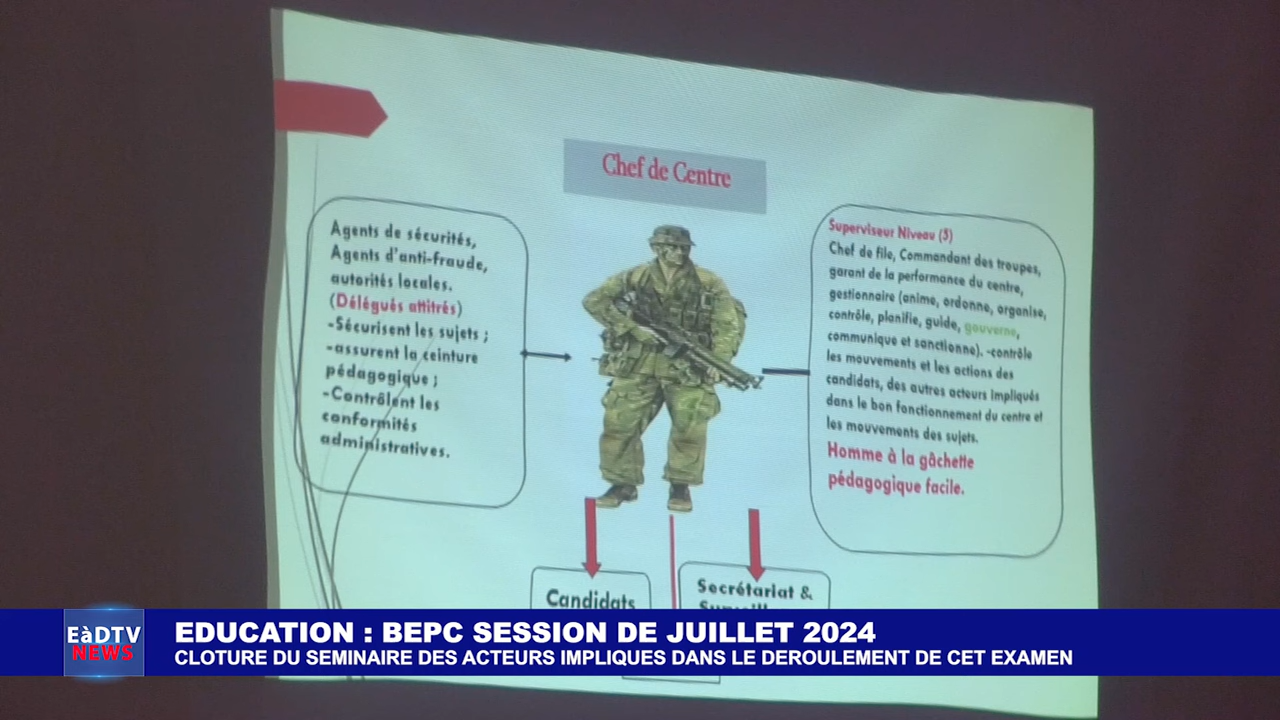 Chef de Centre
Agents de sécurités,
Agents d'anti-fraude,
autorités locales.
(Délégués attitrés)
-Sécurisent les sujets ;
-assurent la ceinture
pédagogique ;
-Contrôlent les
conformités
administratives.
Superviseur Niveau (3)
Chef de file, Commandant des troupes,
garant de la performance du centre,
gestionnaire (anime, ordonne, organise,
contrôle, planifie, guide, gouverne,
communique et sanctionne). -contrôle
les mouvements et les actions des
candidats, des autres acteurs impliqués
dans le bon fonctionnement du centre et
les mouvements des sujets.
Homme à la gâchette
pédagogique facile.
Candidats
Secrétariat &
EàDTV
NEWS
EDUCATION : BEPC SESSION DE JUILLET 2024
CLOTURE DU SEMINAIRE DES ACTEURS IMPLIQUES DANS LE DEROULEMENT DE CET EXAMEN